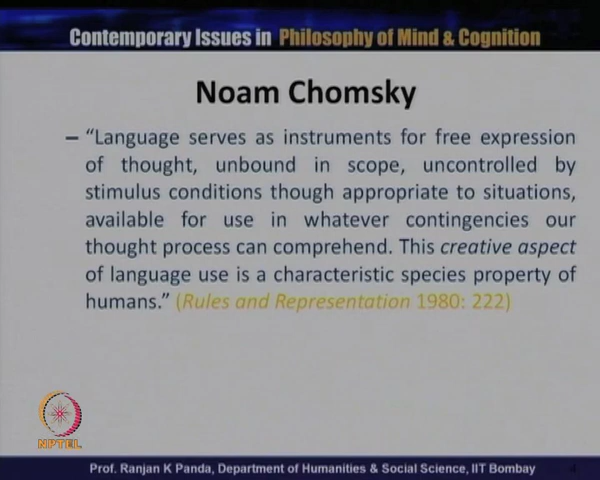 Contemporary Issues in Philosophy of Mind & Cognition
Noam Chomsky
– “Language serves as instruments for free expression
of thought, unbound in scope, uncontrolled by
stimulus conditions though appropriate to situations,
available for use in whatever contingencies our
thought process can comprehend. This creative aspect
of language use is a characteristic species property of
humans.” (Rules and Representation 1980: 222)
NPTEL
Prof. Ranjan K Panda, Department of Humanities & Social Science, IIT Bombay